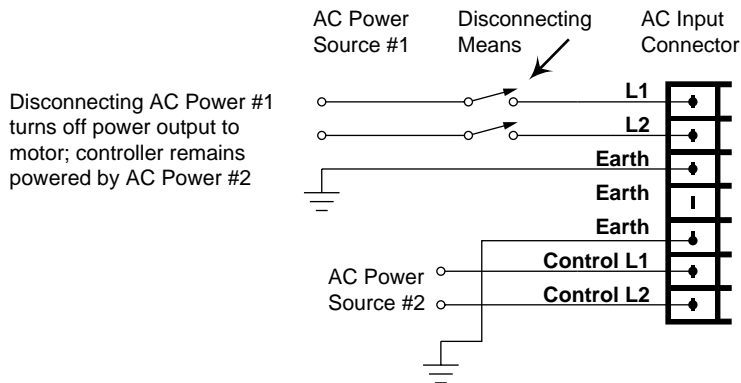 AC Power
Source #1
Disconnecting
Means
AC Input
Connector
Disconnecting AC Power #1
turns off power output to
motor; controller remains
powered by AC Power #2
L1
L2
Earth
Earth
Earth
Control L1
Control L2
AC Power
Source #2